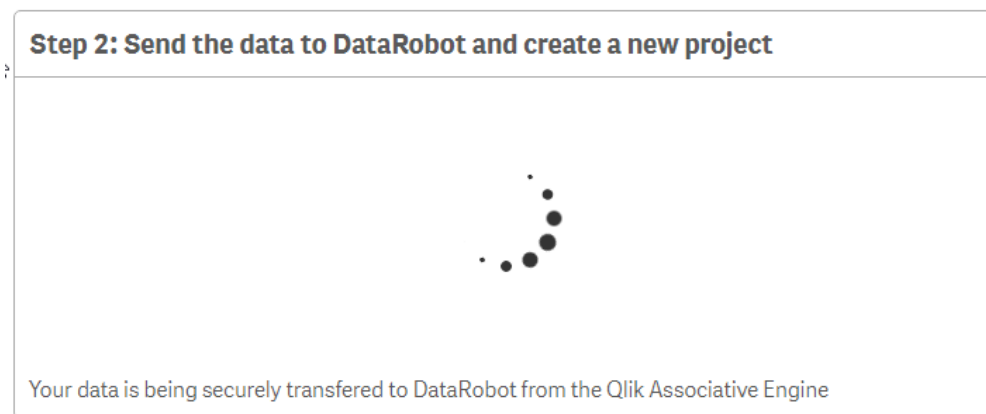 Step 2: Send the data to DataRobot and create a new project
Your data is being securely transfered to DataRobot from the Qlik Associative Engine